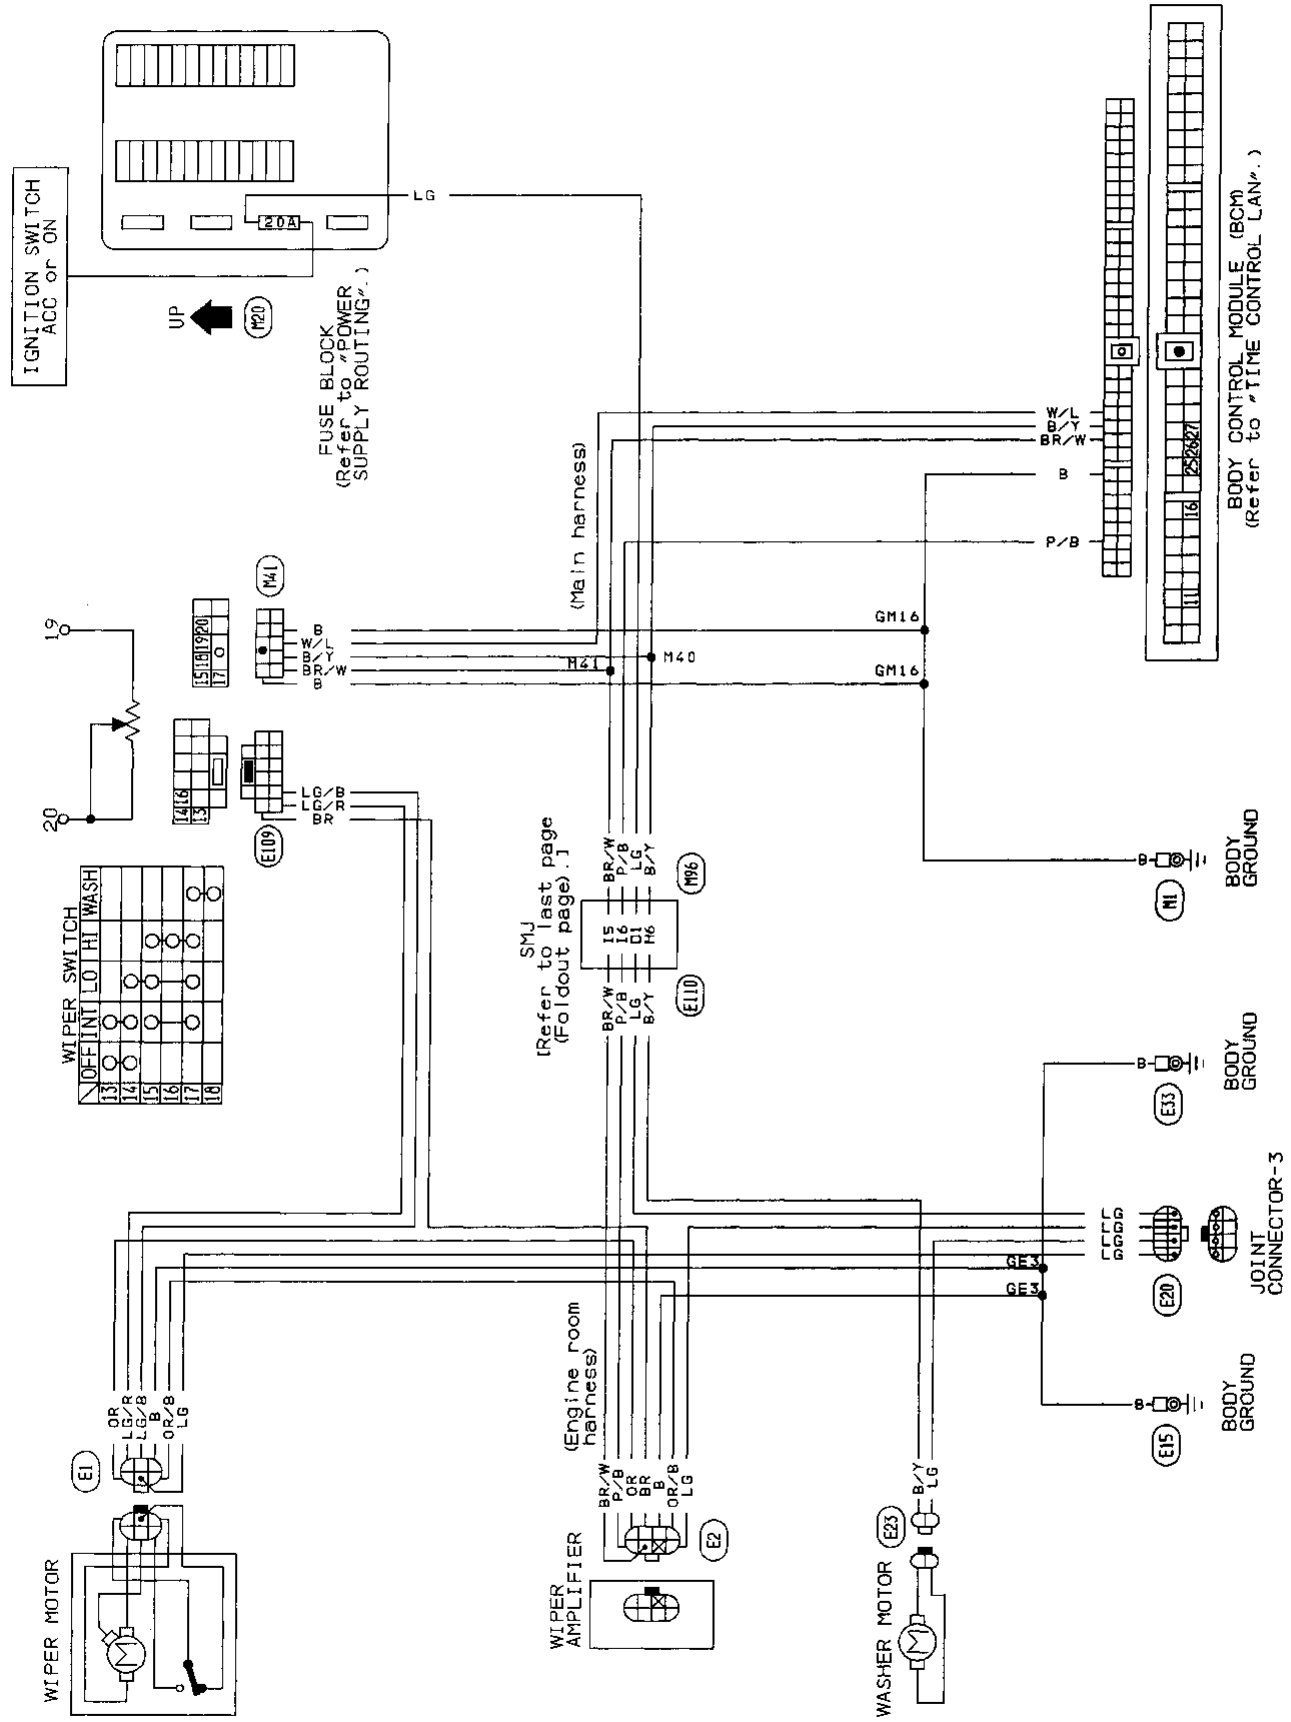 IGNITION SWITCH
ACC or ON
20A
LG
UP
M20
FUSE BLOCK
(Refer to "POWER
SUPPLY ROUTING".)
19
20
15 18 19 20
17
M41
B
W/L
B/Y
BR/W
B
14 16
13
E109
LG/B
LG/R
BR
WIPER SWITCH
OFF INT LO HI WASH
13
14
15
16
17
18
(Main harness)
M41
M40
GM16
GM16
W/L
B/Y
BR/W
B
P/B
11
16
25 26 27
BODY CONTROL MODULE (BCM)
(Refer to "TIME CONTROL LAN".)
SMJ
[Refer to last page
(Foldout page).]
BR/W
P/B
LG
B/Y
M96
I5
I6
D1
H6
BR/W
P/B
LG
B/Y
E110
B
M1
BODY
GROUND
B
E33
BODY
GROUND
LG
LG
LG
LG
E20
JOINT
CONNECTOR-3
GE3
GE3
B
E15
BODY
GROUND
WIPER MOTOR
M
E1
OR
LG/R
LG/B
B
OR/B
LG
(Engine room
harness)
WIPER
AMPLIFIER
BR/W
P/B
OR
BR
B
OR/B
LG
E2
WASHER MOTOR
M
E23
B/Y
LG